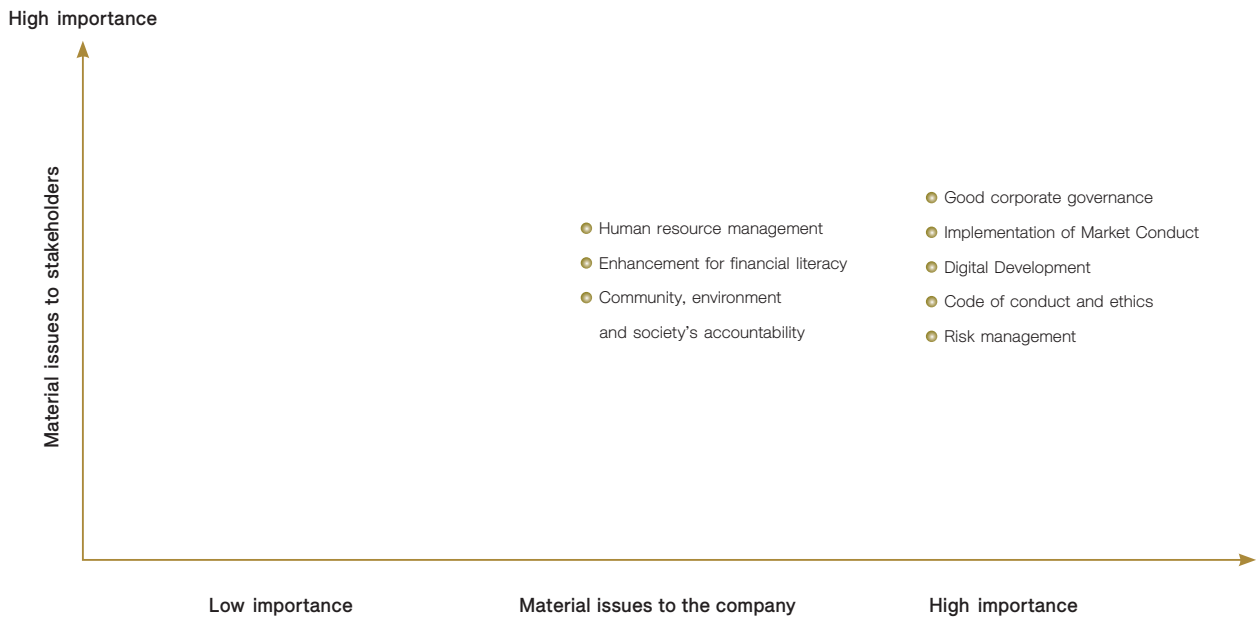 High importance
Material issues to stakeholders
Human resource management
Enhancement for financial literacy
Community, environment
and society's accountability
Good corporate governance
Implementation of Market Conduct
Digital Development
Code of conduct and ethics
Risk management
Low importance
Material issues to the company
High importance